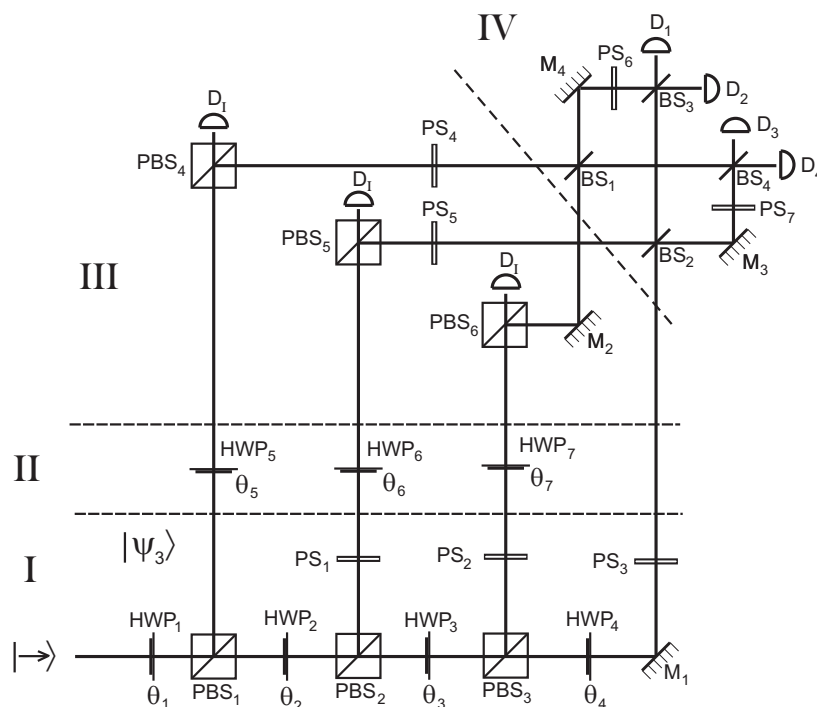 IV
D1
M4
PS6
D2
BS3
DI
D3
PS4
PBS4
D4
BS1
BS4
DI
PS5
PS7
PBS5
BS2
M3
III
DI
PBS6
M2
HWP5
HWP6
HWP7
II
θ5
θ6
θ7
|ψ3⟩
PS1
PS2
PS3
I
HWP1
HWP2
HWP3
HWP4
|→⟩
M1
PBS1
PBS2
PBS3
θ1
θ2
θ3
θ4